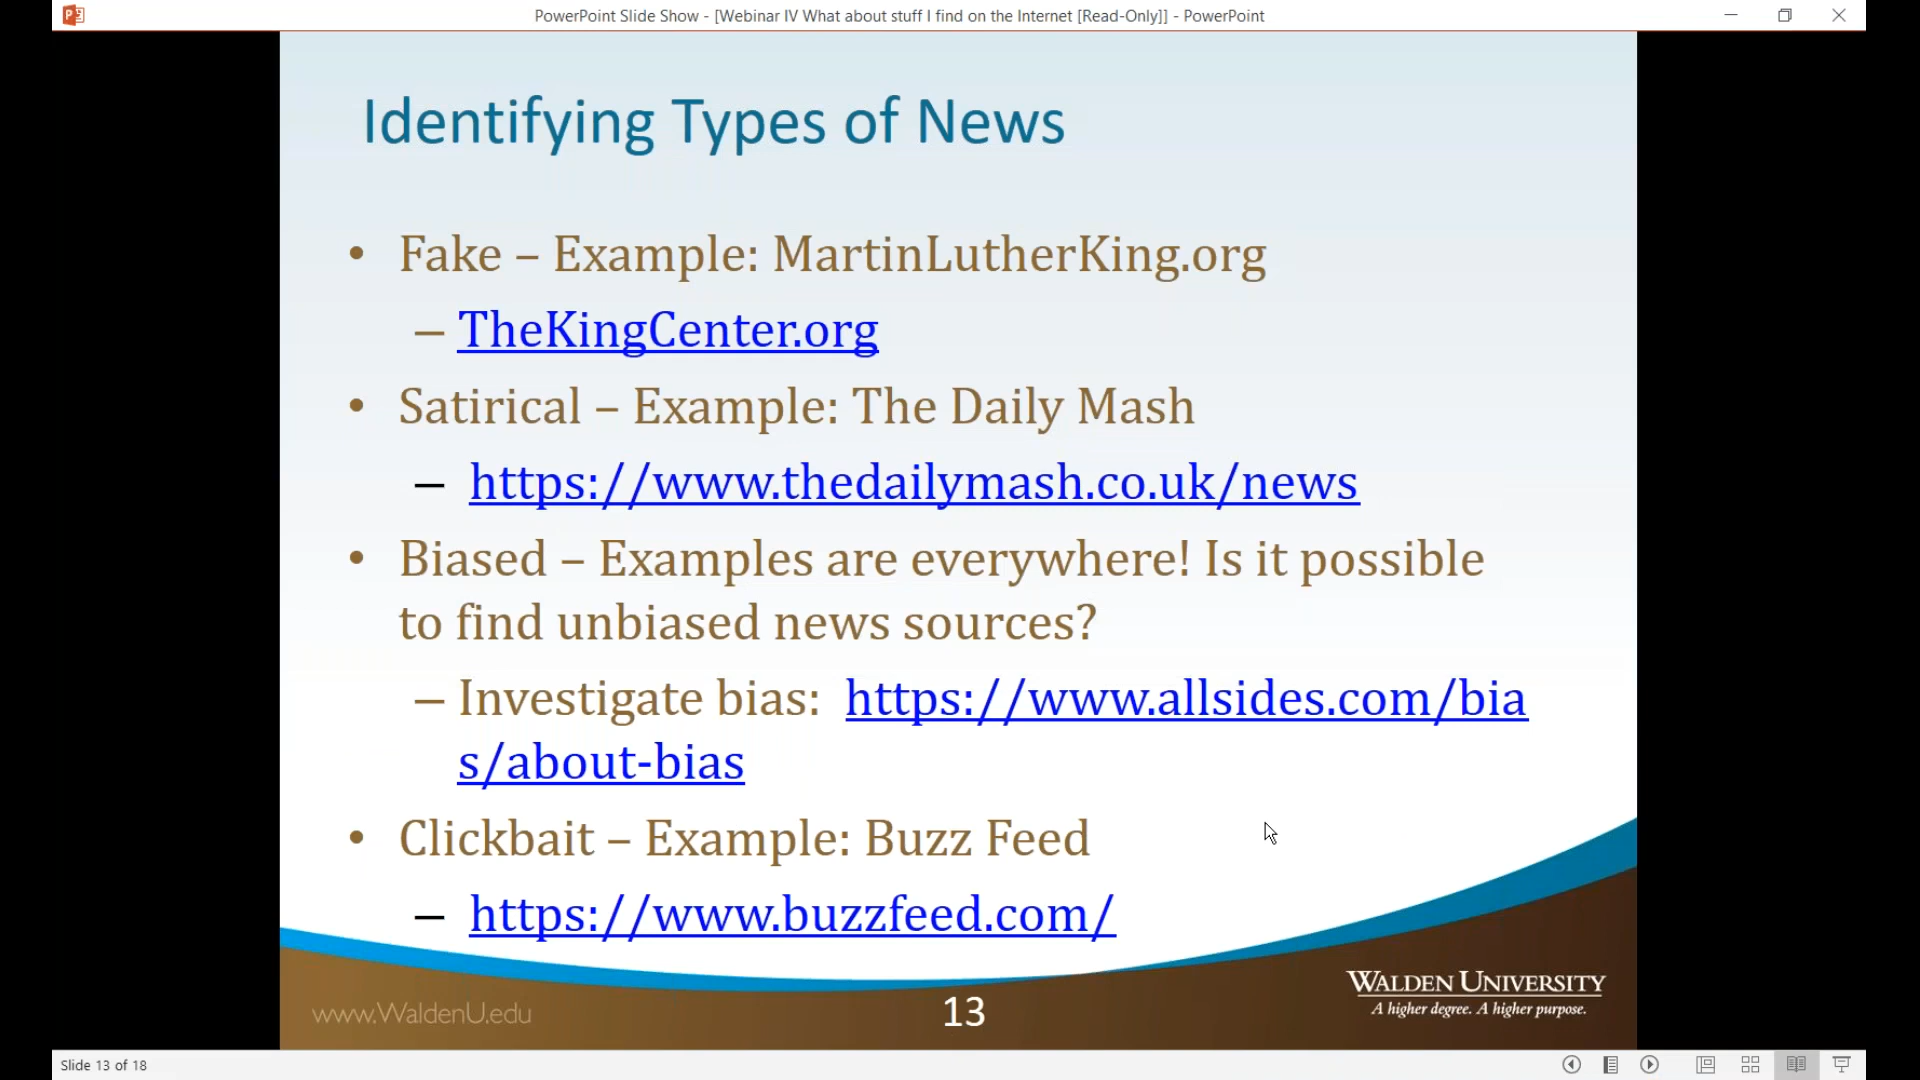 PowerPoint Slide Show - [Webinar IV What about stuff I find on the Internet [Read-Only]] - PowerPoint
Identifying Types of News
• Fake – Example: MartinLutherKing.org
– TheKingCenter.org
• Satirical – Example: The Daily Mash
– https://www.thedailymash.co.uk/news
• Biased – Examples are everywhere! Is it possible
to find unbiased news sources?
– Investigate bias: https://www.allsides.com/bia
s/about-bias
• Clickbait – Example: Buzz Feed
– https://www.buzzfeed.com/
www.WaldenU.edu
13
WALDEN UNIVERSITY
A higher degree. A higher purpose.
Slide 13 of 18